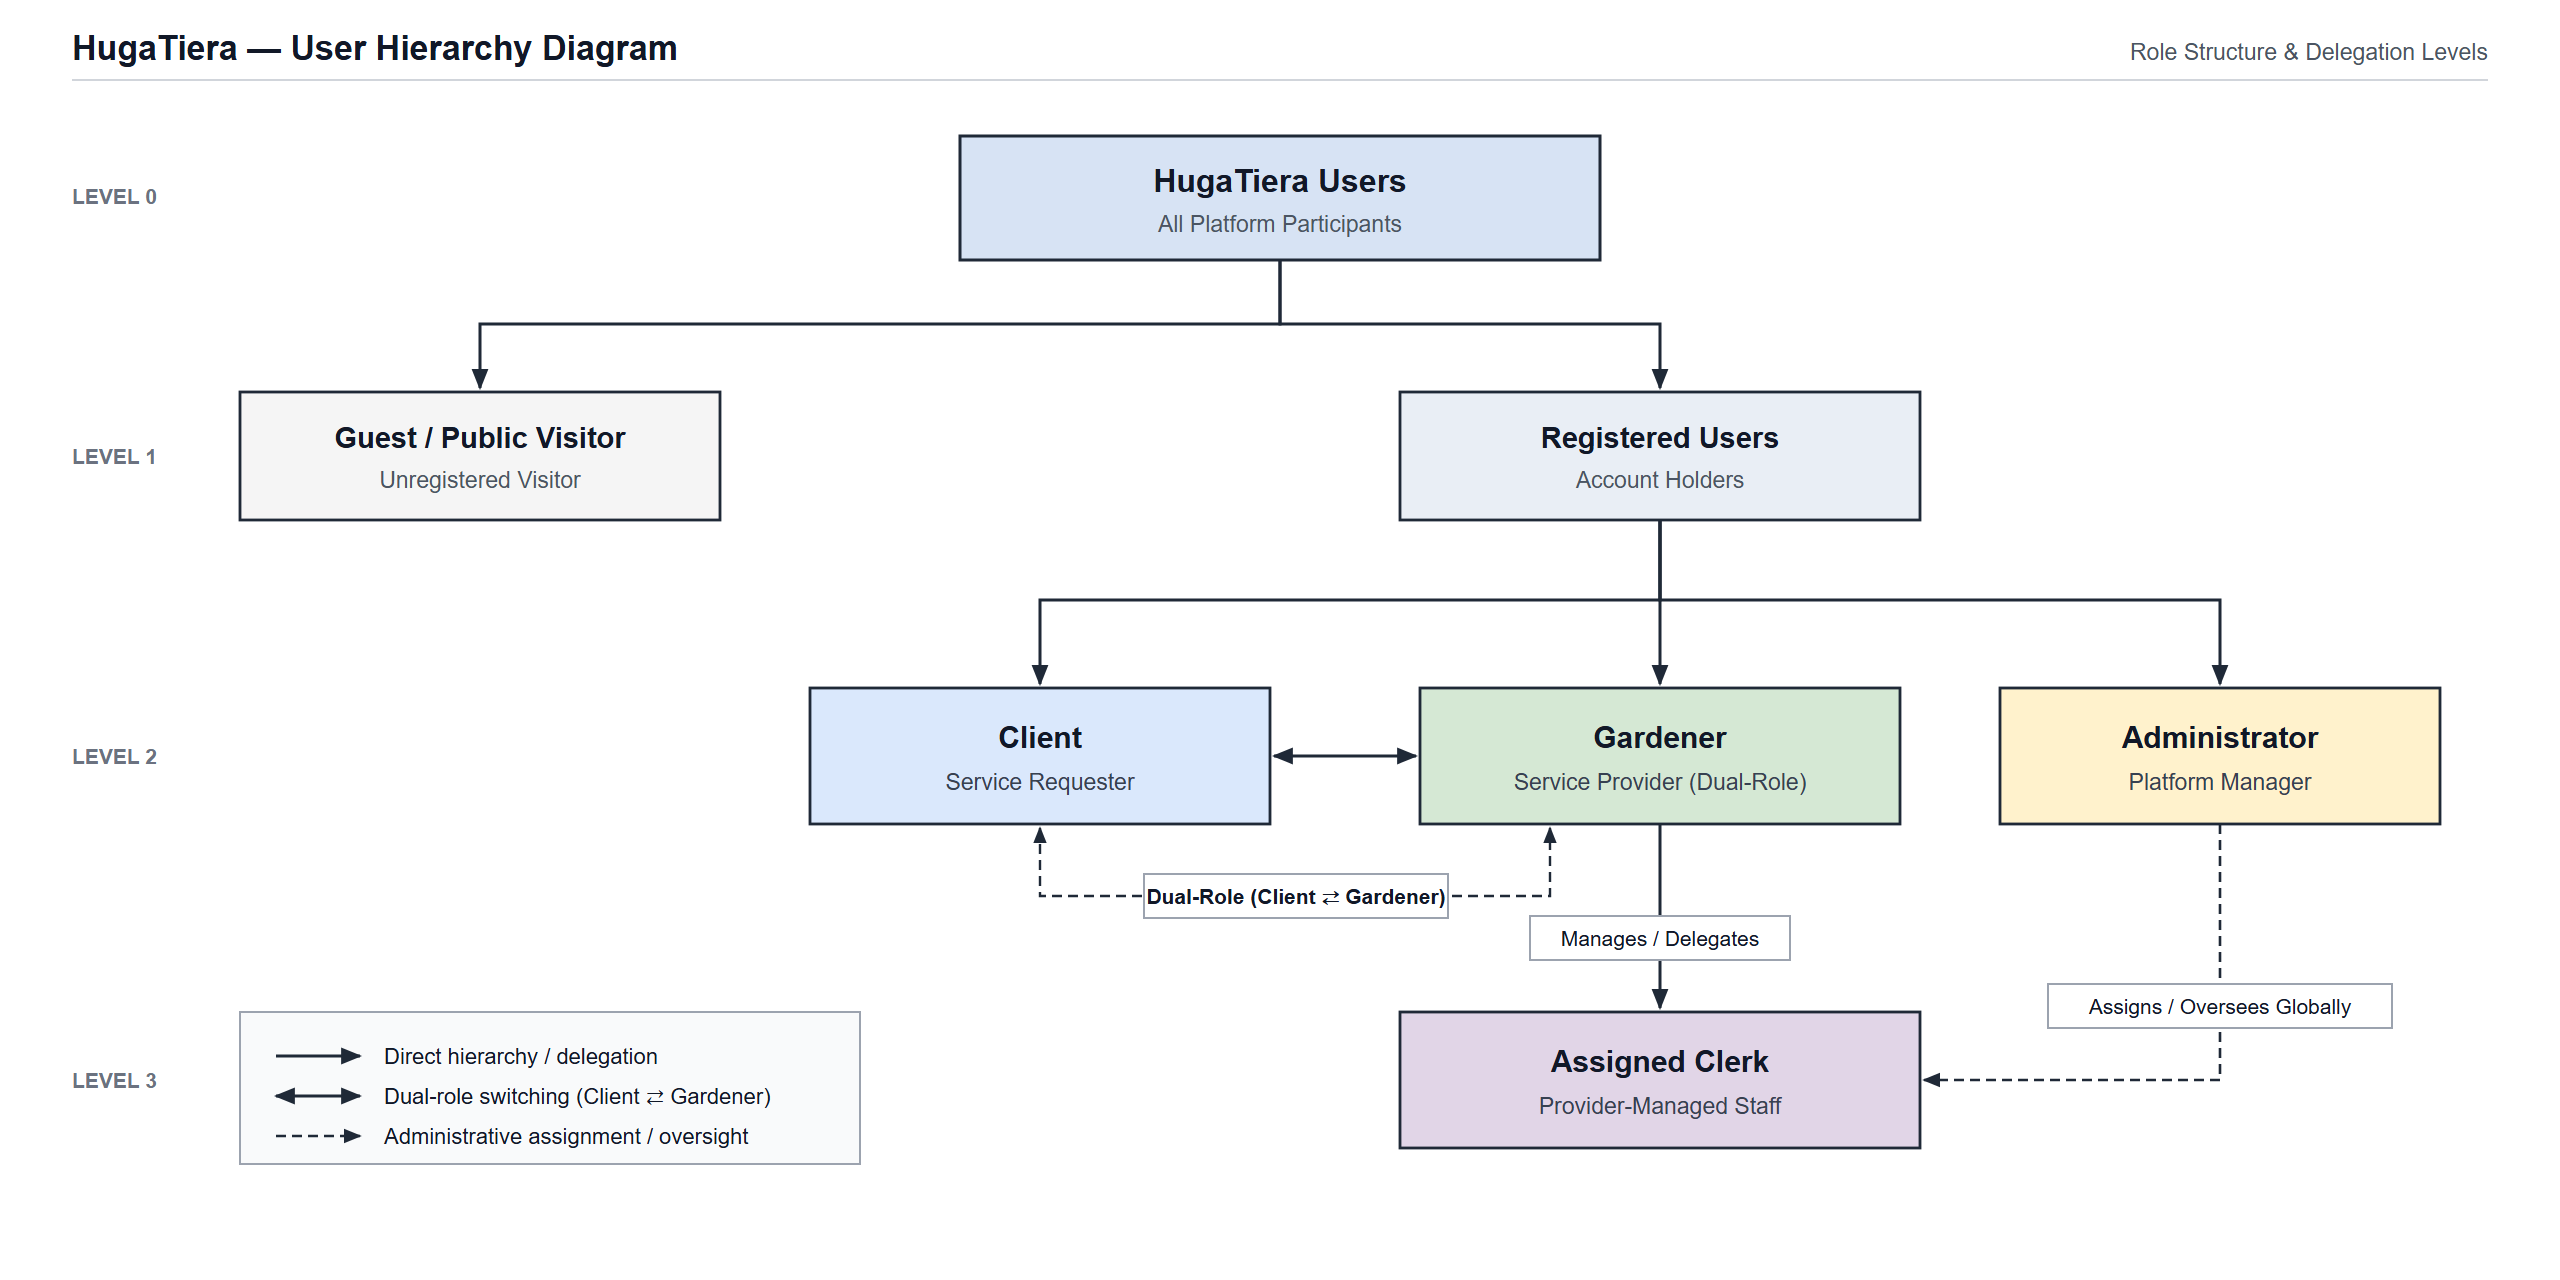 HugaTiera — User Hierarchy Diagram
Role Structure & Delegation Levels
LEVEL 0
HugaTiera Users
All Platform Participants
LEVEL 1
Guest / Public Visitor
Unregistered Visitor
Registered Users
Account Holders
LEVEL 2
Client
Service Requester
Gardener
Service Provider (Dual-Role)
Administrator
Platform Manager
Dual-Role (Client ⇄ Gardener)
Manages / Delegates
Assigns / Oversees Globally
LEVEL 3
Direct hierarchy / delegation
Dual-role switching (Client ⇄ Gardener)
Administrative assignment / oversight
Assigned Clerk
Provider-Managed Staff